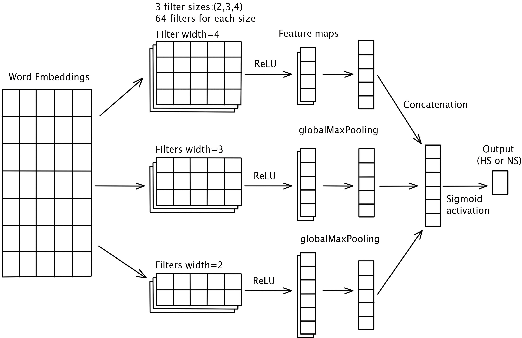 3 filter sizes:(2,3,4)
64 filters for each size
Filter width=4
Feature maps
ReLU
Word Embeddings
Concatenation
globalMaxPooling
Filters width=3
ReLU
Output
(HS or NS)
Sigmoid
activation
globalMaxPooling
Filters width=2
ReLU